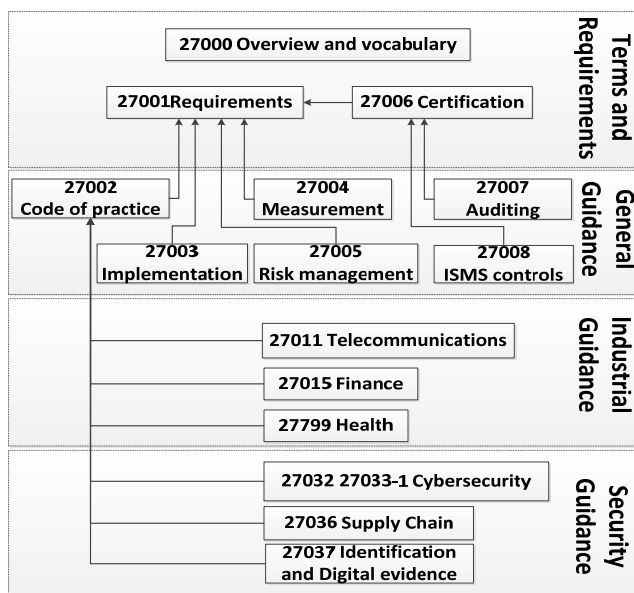 27000 Overview and vocabulary
27001Requirements
27006 Certification
Terms and
Requirements
27002
Code of practice
27004
Measurement
27007
Auditing
27003
Implementation
27005
Risk management
27008
ISMS controls
General
Guidance
27011 Telecommunications
27015 Finance
27799 Health
Industrial
Guidance
27032 27033-1 Cybersecurity
27036 Supply Chain
27037 Identification
and Digital evidence
Security
Guidance